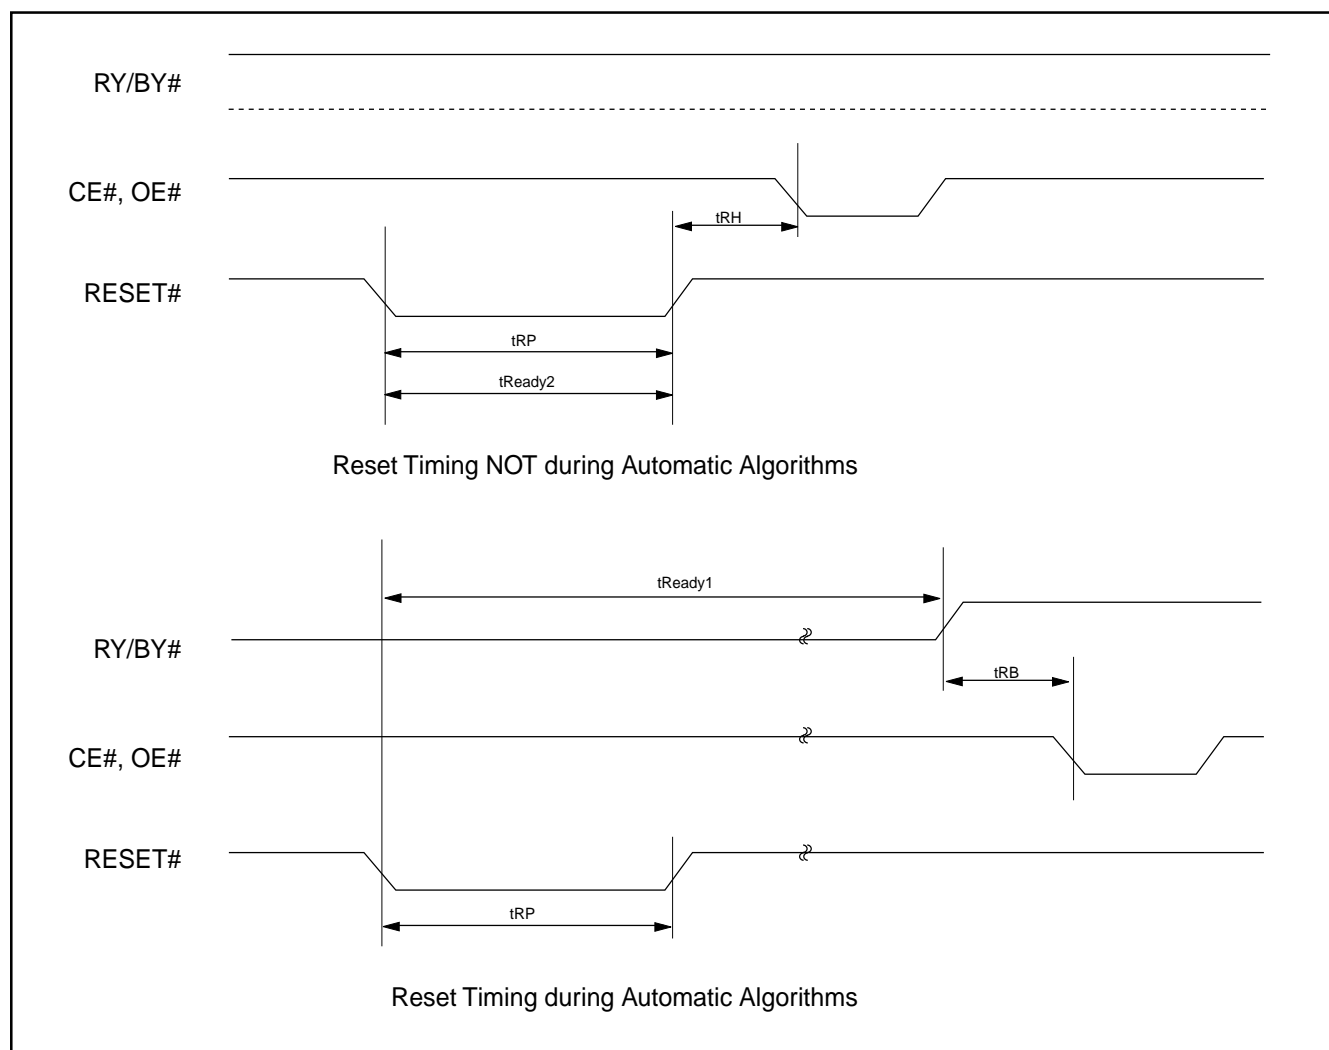 RY/BY#
CE#, OE#
tRH
RESET#
tRP
tReady2
Reset Timing NOT during Automatic Algorithms
tReady1
RY/BY#
tRB
CE#, OE#
RESET#
tRP
Reset Timing during Automatic Algorithms